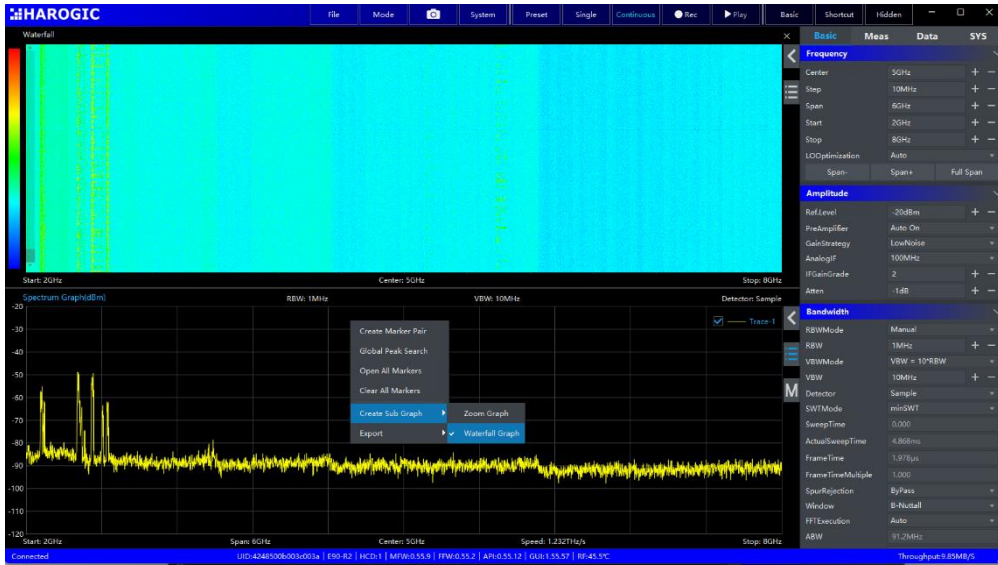 HAROGIC
File Mode System Preset Single Continuous Rec Play Basic Shortcut Hidden
Waterfall
Start: 2GHz Center: 5GHz Stop: 8GHz
Spectrum Graph(dBm) RBW: 1MHz VBW: 10MHz Detector: Sample
Trace-1
-20
-30
-40
-50
-60
-70
-80
-90
-100
-110
-120
Create Marker Pair
Global Peak Search
Open All Markers
Clear All Markers
Create Sub Graph
Export
Zoom Graph
Waterfall Graph
M
Start: 2GHz Span: 6GHz Center: 5GHz Speed: 1.232THz/s Stop: 8GHz
Basic Meas Data SYS
Frequency
Center 5GHz + -
Step 10MHz + -
Span 6GHz + -
Start 2GHz + -
Stop 8GHz + -
LOOptimization Auto
Span- Span+ Full Span
Amplitude
Ref.Level -20dBm + -
PreAmplifier Auto On
GainStrategy LowNoise
AnalogIF 100MHz
IFGainGrade 2 + -
Atten -1dB + -
Bandwidth
RBWMode Manual
RBW 1MHz + -
VBWMode VBW = 10*RBW
VBW 10MHz + -
Detector Sample
SWTMode minSWT
SweepTime 0.000
ActualSweepTime 4.868ms
FrameTime 1.978μs
FrameTimeMultiple 1.000
SpurRejection ByPass
Window B-Nuttall
FFTExecution Auto
ABW 91.2MHz
Connected UID:4248500b003c003a | E90-R2 | HCD:1 | MFW:0.55.9 | FPW:0.55.2 | API:0.55.12 | GUI:1.55.57 | RF:45.5℃ Throughput:9.85MB/S